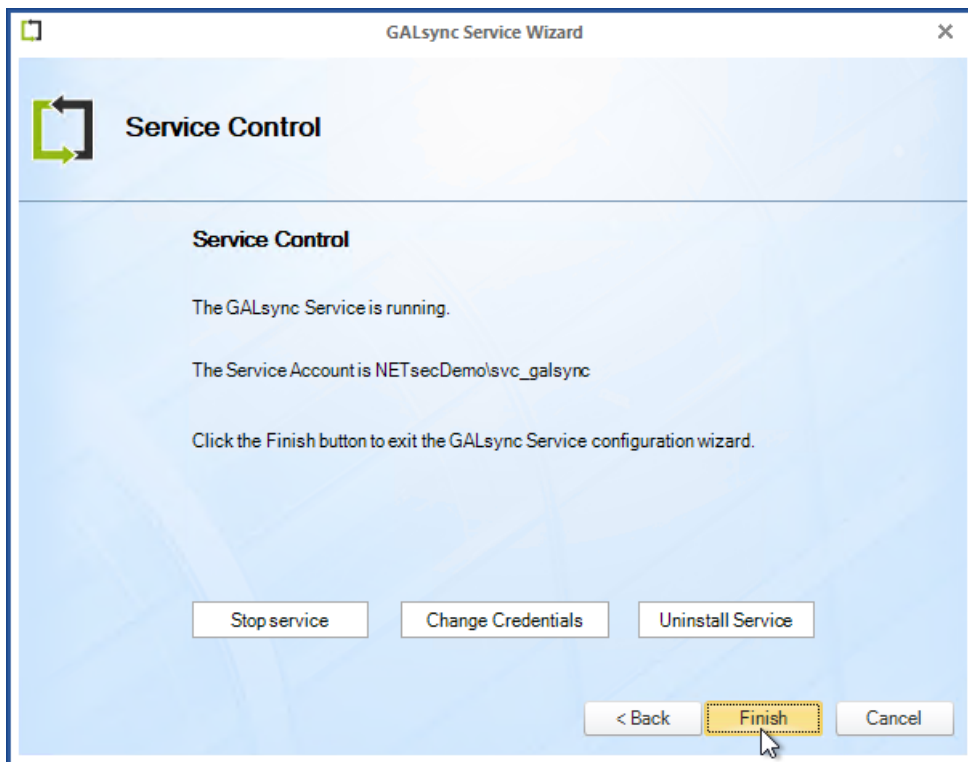 GALsync Service Wizard
Service Control
Service Control
The GALsync Service is running.
The Service Account is NETsecDemo\svc_galsync
Click the Finish button to exit the GALsync Service configuration wizard.
Stop service
Change Credentials
Uninstall Service
< Back
Finish
Cancel